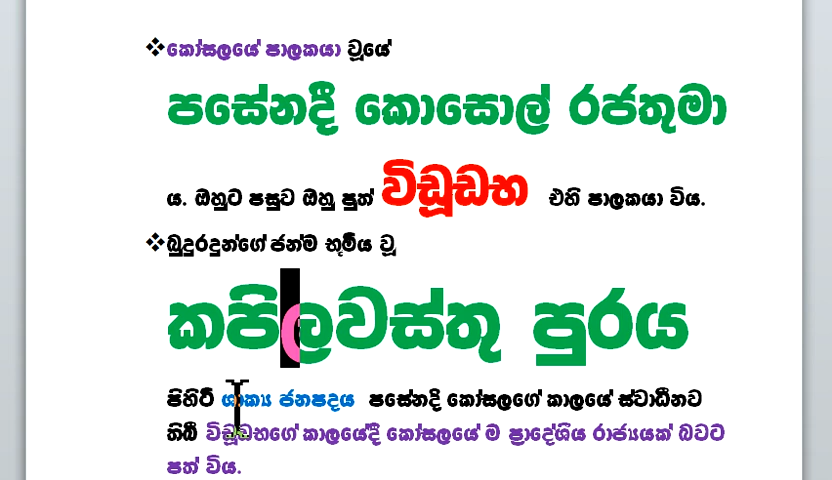 ❖කෝසලයේ පාලකයා වූයේ
පසේනදී කොසොල් රජතුමා
ය. ඔහුට පසුව ඔහු පුත් විඩූඩභ එහි පාලකයා විය.
❖බුදුරදුන්ගේ ජන්ම භූමිය වූ
කපිලවස්තු පුරය
පිහිටි ශාක්‍ය ජනපදය පසේනදි කෝසලගේ කාලයේ ස්වාධීනව
තිබී විඩූඩභගේ කාලයේදී කෝසලයේ ම ප්‍රාදේශිය රාජ්‍යයක් බවට
පත් විය.